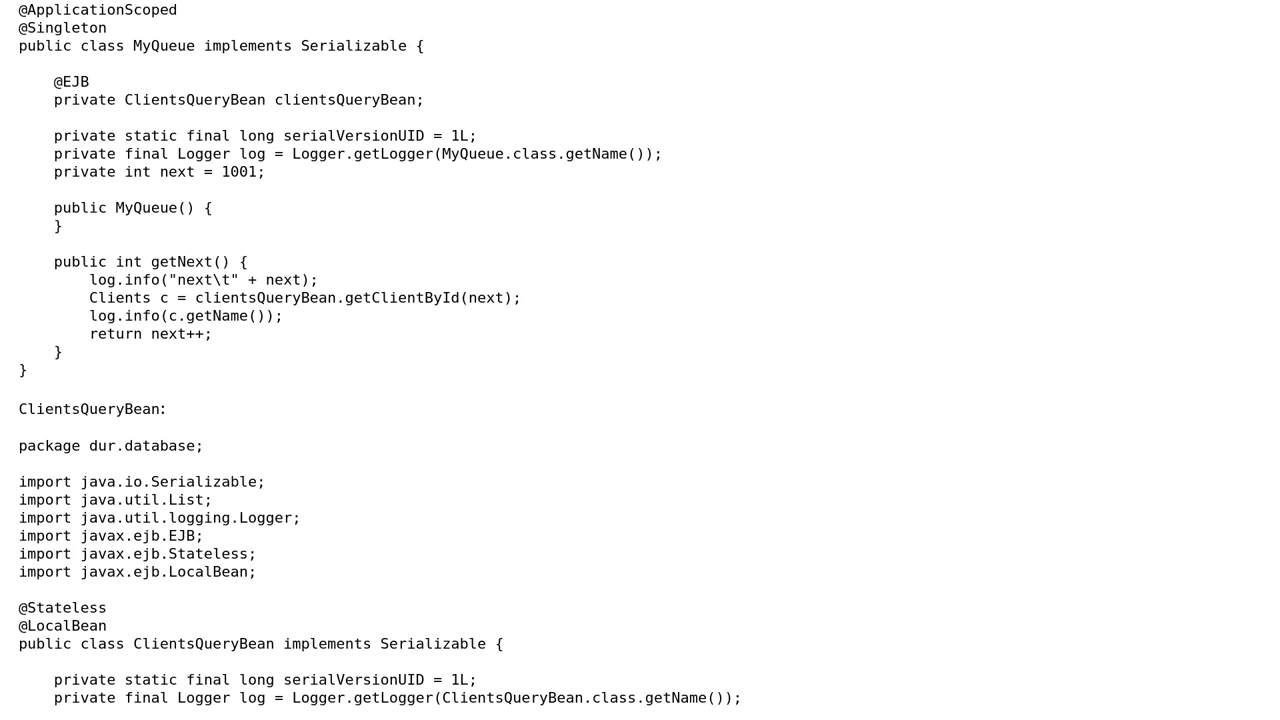 @ApplicationScoped
@Singleton
public class MyQueue implements Serializable {
    @EJB
    private ClientsQueryBean clientsQueryBean;
    private static final long serialVersionUID = 1L;
    private final Logger log = Logger.getLogger(MyQueue.class.getName());
    private int next = 1001;
    public MyQueue() {
    }
    public int getNext() {
        log.info("next\t" + next);
        Clients c = clientsQueryBean.getClientById(next);
        log.info(c.getName());
        return next++;
    }
}
ClientsQueryBean:
package dur.database;
import java.io.Serializable;
import java.util.List;
import java.util.logging.Logger;
import javax.ejb.EJB;
import javax.ejb.Stateless;
import javax.ejb.LocalBean;
@Stateless
@LocalBean
public class ClientsQueryBean implements Serializable {
    private static final long serialVersionUID = 1L;
    private final Logger log = Logger.getLogger(ClientsQueryBean.class.getName());